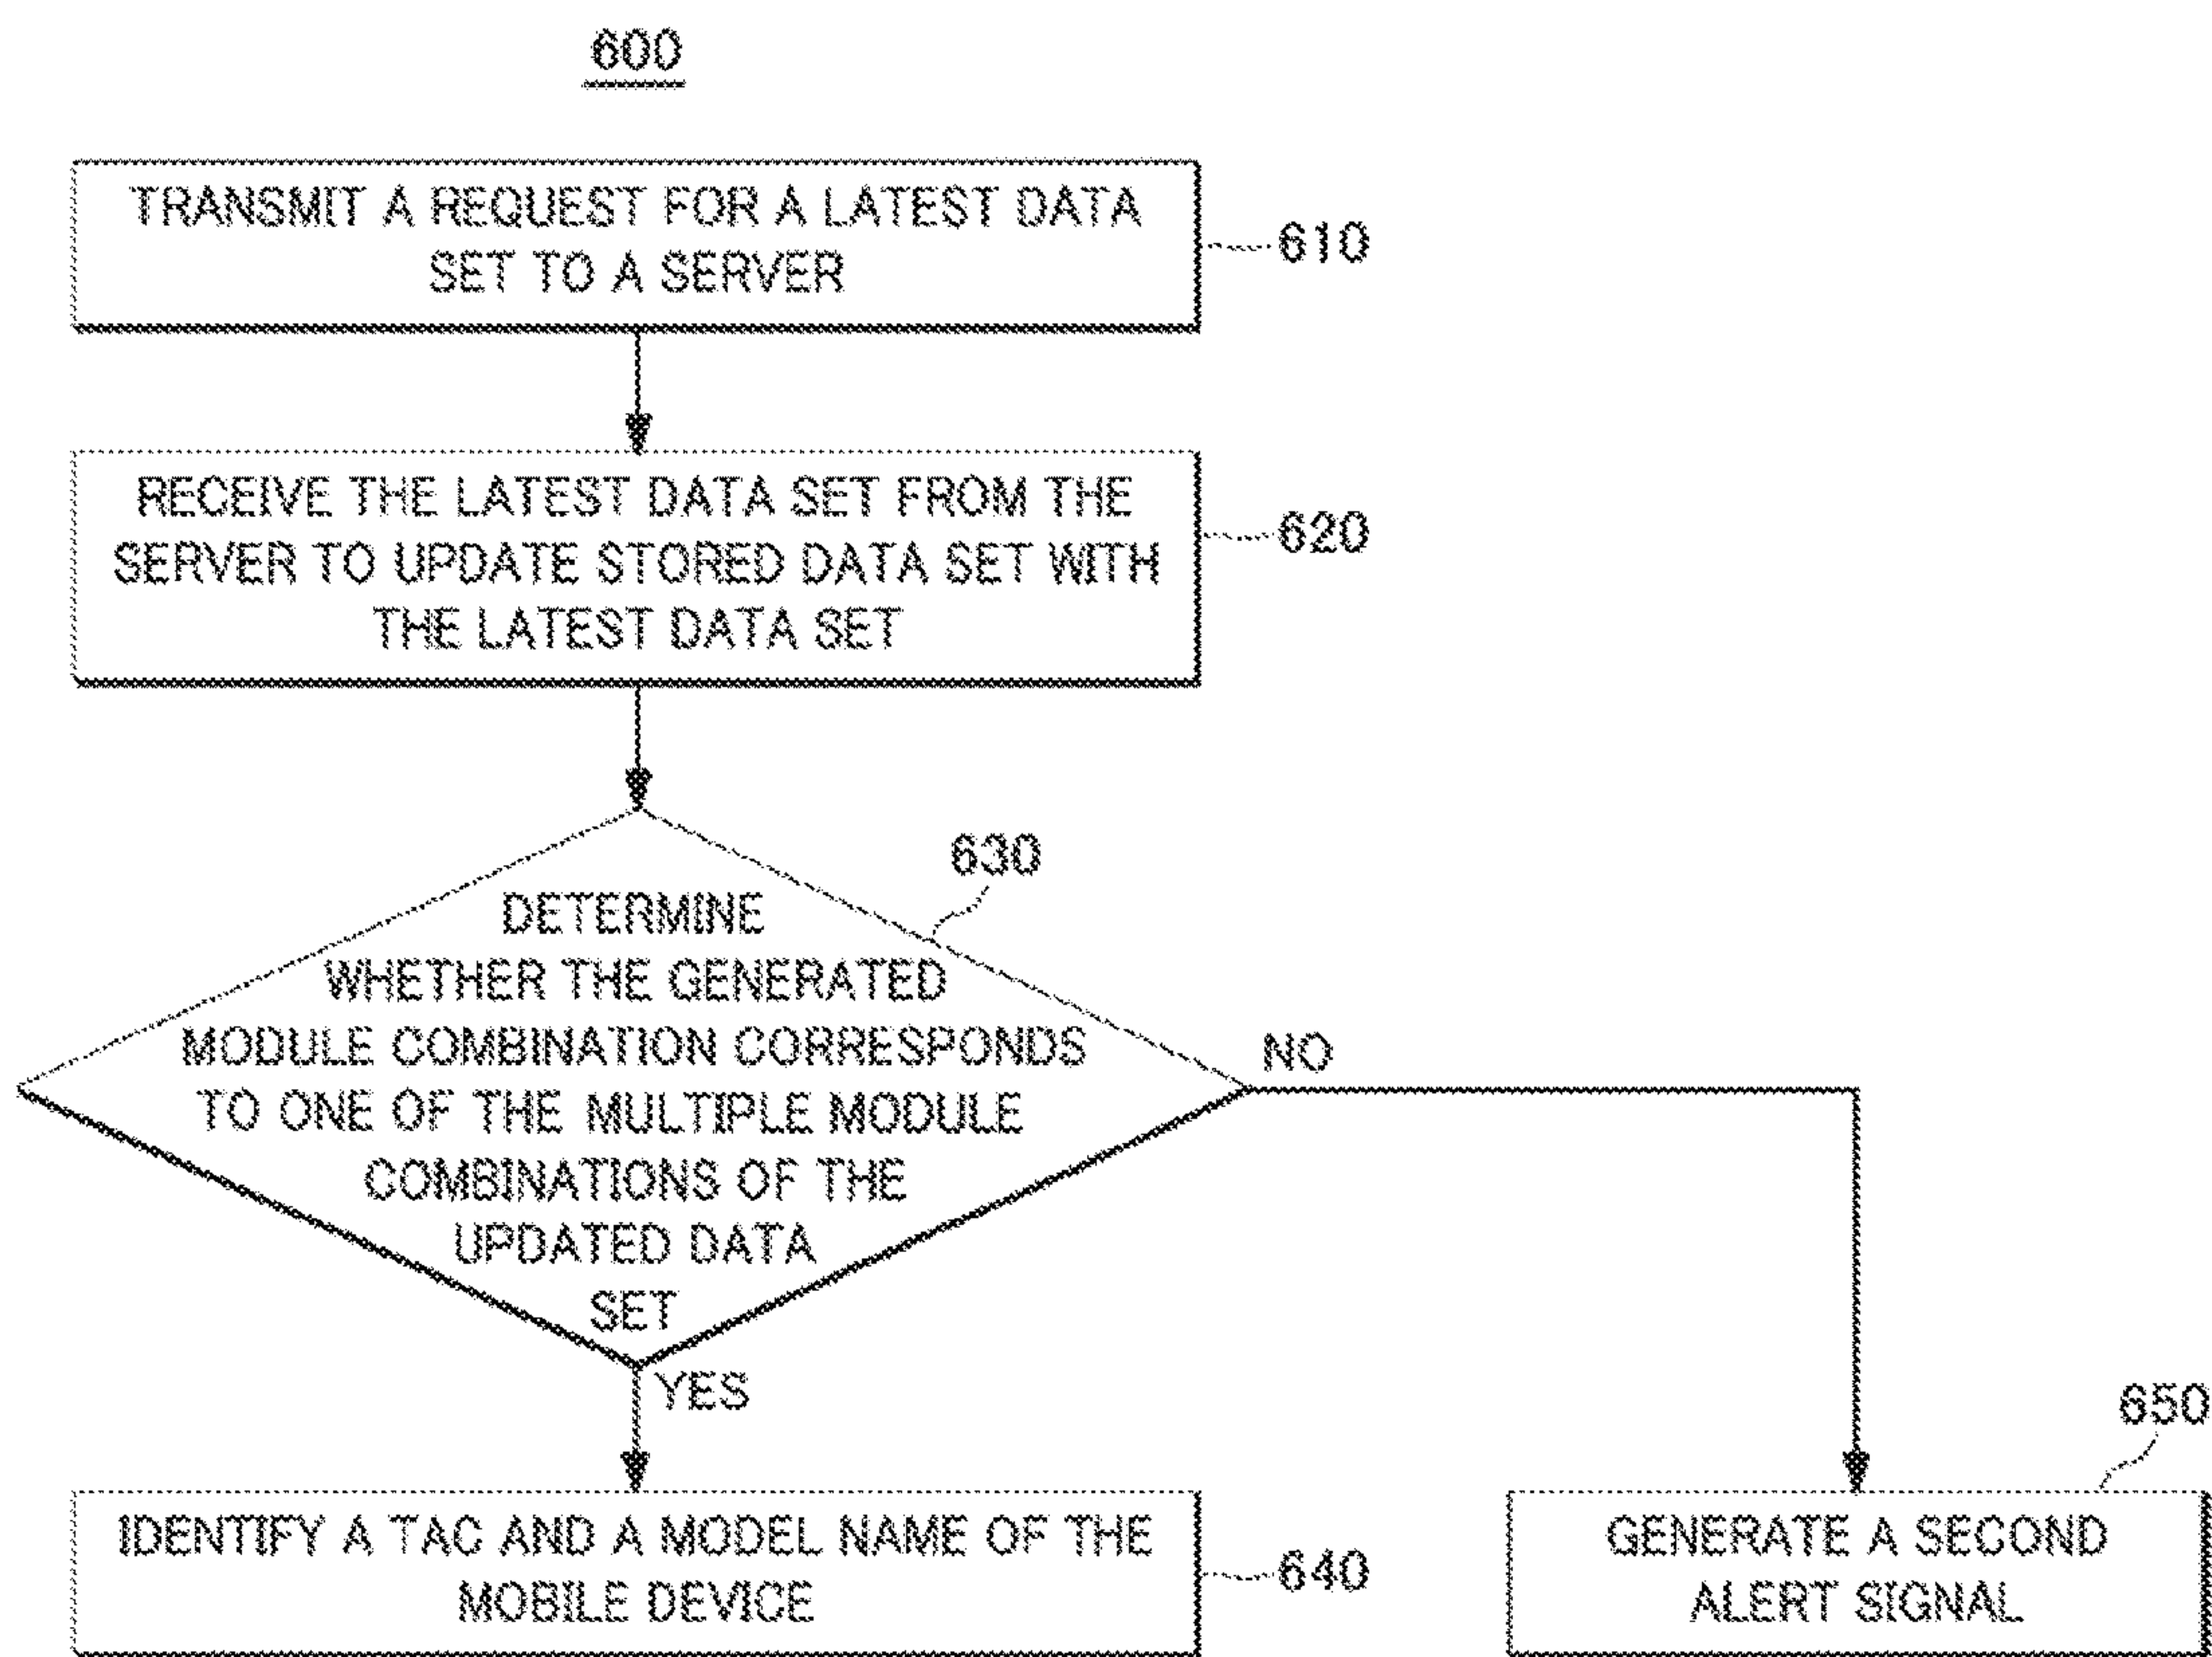 600
TRANSMIT A REQUEST FOR A LATEST DATA
SET TO A SERVER
610
RECEIVE THE LATEST DATA SET FROM THE
SERVER TO UPDATE STORED DATA SET WITH
THE LATEST DATA SET
620
630
DETERMINE
WHETHER THE GENERATED
MODULE COMBINATION CORRESPONDS
TO ONE OF THE MULTIPLE MODULE
COMBINATIONS OF THE
UPDATED DATA
SET
NO
YES
IDENTIFY A TAC AND A MODEL NAME OF THE
MOBILE DEVICE
640
650
GENERATE A SECOND
ALERT SIGNAL